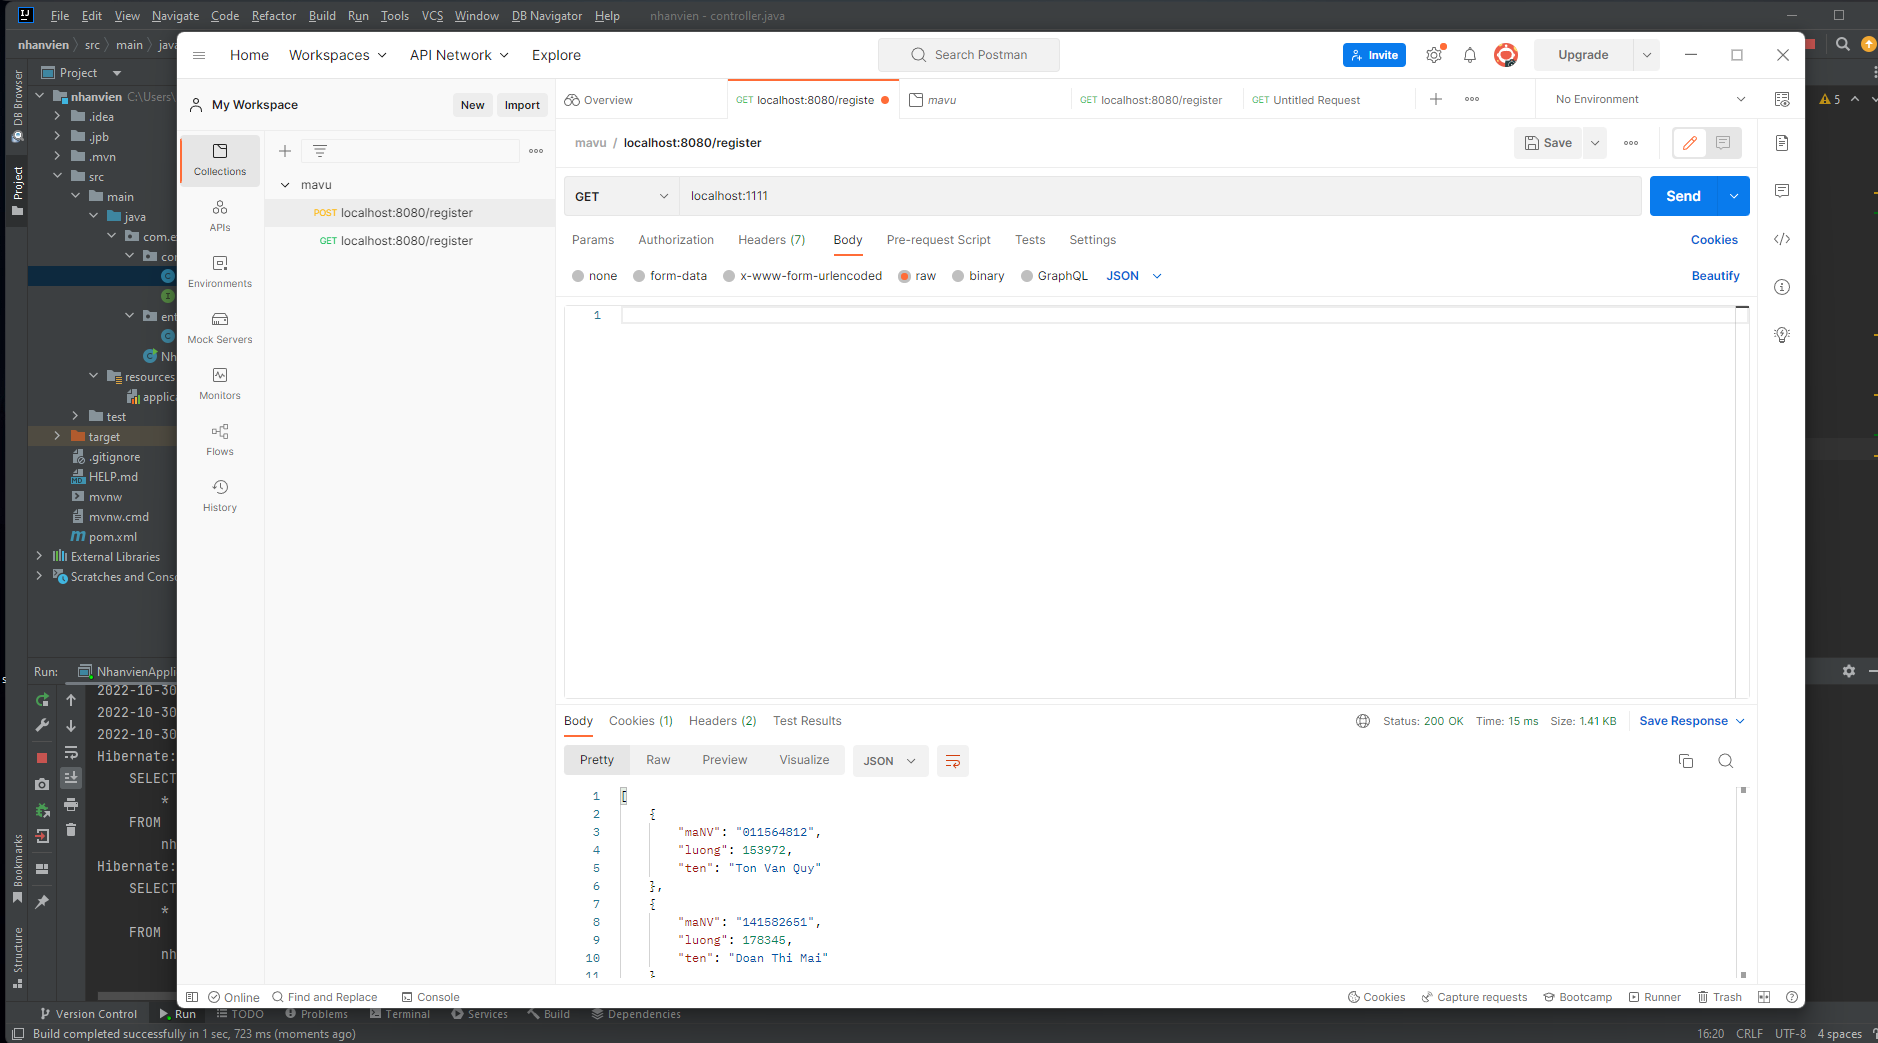 File Edit View Navigate Code Refactor Build Run Tools VCS Window DB Navigator Help nhanvien - controller.java
nhanvien src main java
Home Workspaces API Network Explore Search Postman Invite Upgrade
DB Browser
Project
Project
nhanvien C:\Users\
.idea
.jpb
.mvn
src
main
java
com.e
con
ent
Nh
resources
applica
test
target
.gitignore
HELP.md
mvnw
mvnw.cmd
pom.xml
External Libraries
Scratches and Conso
My Workspace New Import
Collections
APIs
Environments
Mock Servers
Monitors
Flows
History
mavu
POST localhost:8080/register
GET localhost:8080/register
Overview GET localhost:8080/registe mavu GET localhost:8080/register GET Untitled Request No Environment
5
mavu / localhost:8080/register Save
GET localhost:1111 Send
Params Authorization Headers (7) Body Pre-request Script Tests Settings Cookies
none form-data x-www-form-urlencoded raw binary GraphQL JSON Beautify
1
Body Cookies (1) Headers (2) Test Results Status: 200 OK Time: 15 ms Size: 1.41 KB Save Response
Pretty Raw Preview Visualize JSON
1 [
2 {
3 "maNV": "011564812",
4 "luong": 153972,
5 "ten": "Ton Van Quy"
6 },
7 {
8 "maNV": "141582651",
9 "luong": 178345,
10 "ten": "Doan Thi Mai"
11 }
Run: NhanvienAppli
2022-10-30
2022-10-30
2022-10-30
Hibernate:
SELECT
*
FROM
nh
Hibernate:
SELECT
*
FROM
nh
Bookmarks
Structure
Online Find and Replace Console Cookies Capture requests Bootcamp Runner Trash
Version Control Run TODO Problems Terminal Services Build Dependencies
Build completed successfully in 1 sec, 723 ms (moments ago) 16:20 CRLF UTF-8 4 spaces